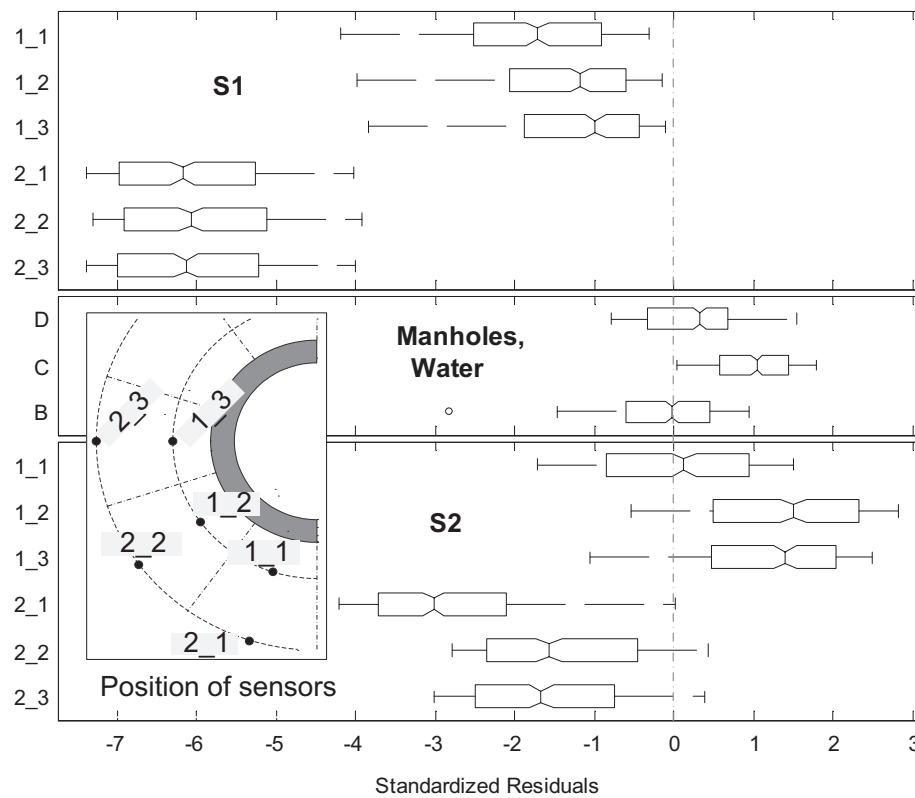 1_1
1_2
S1
1_3
2_1
2_2
2_3
D
Manholes,
C
Water
B
2_3
1_3
1_1
1_2
1_2
S2
2_2
1_1
1_3
2_1
2_1
2_2
Position of sensors
2_3
-7 -6 -5 -4 -3 -2 -1 0 1 2 3
Standardized Residuals